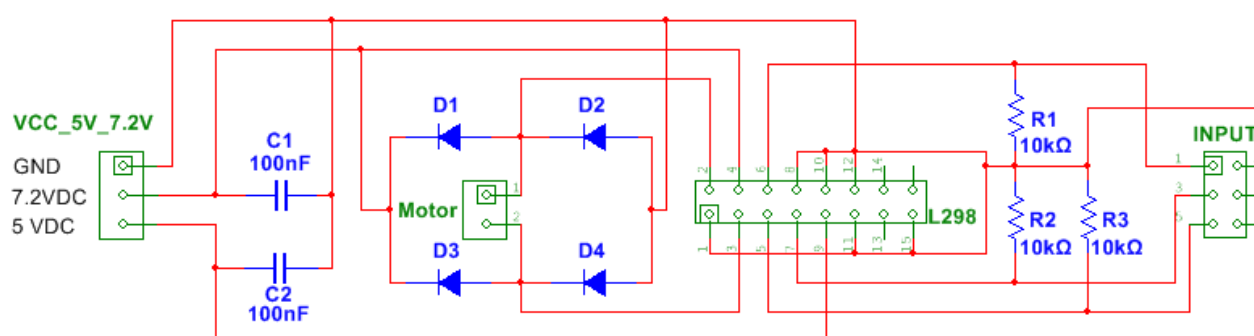 VCC_5V_7.2V
GND
7.2VDC
5 VDC
C1
100nF
C2
100nF
D1
D2
Motor
1
2
D3
D4
2
4
6
8
10
12
14
L298
1
3
5
7
9
11
13
15
R1
10kΩ
R2
10kΩ
R3
10kΩ
INPUT
1
3
5